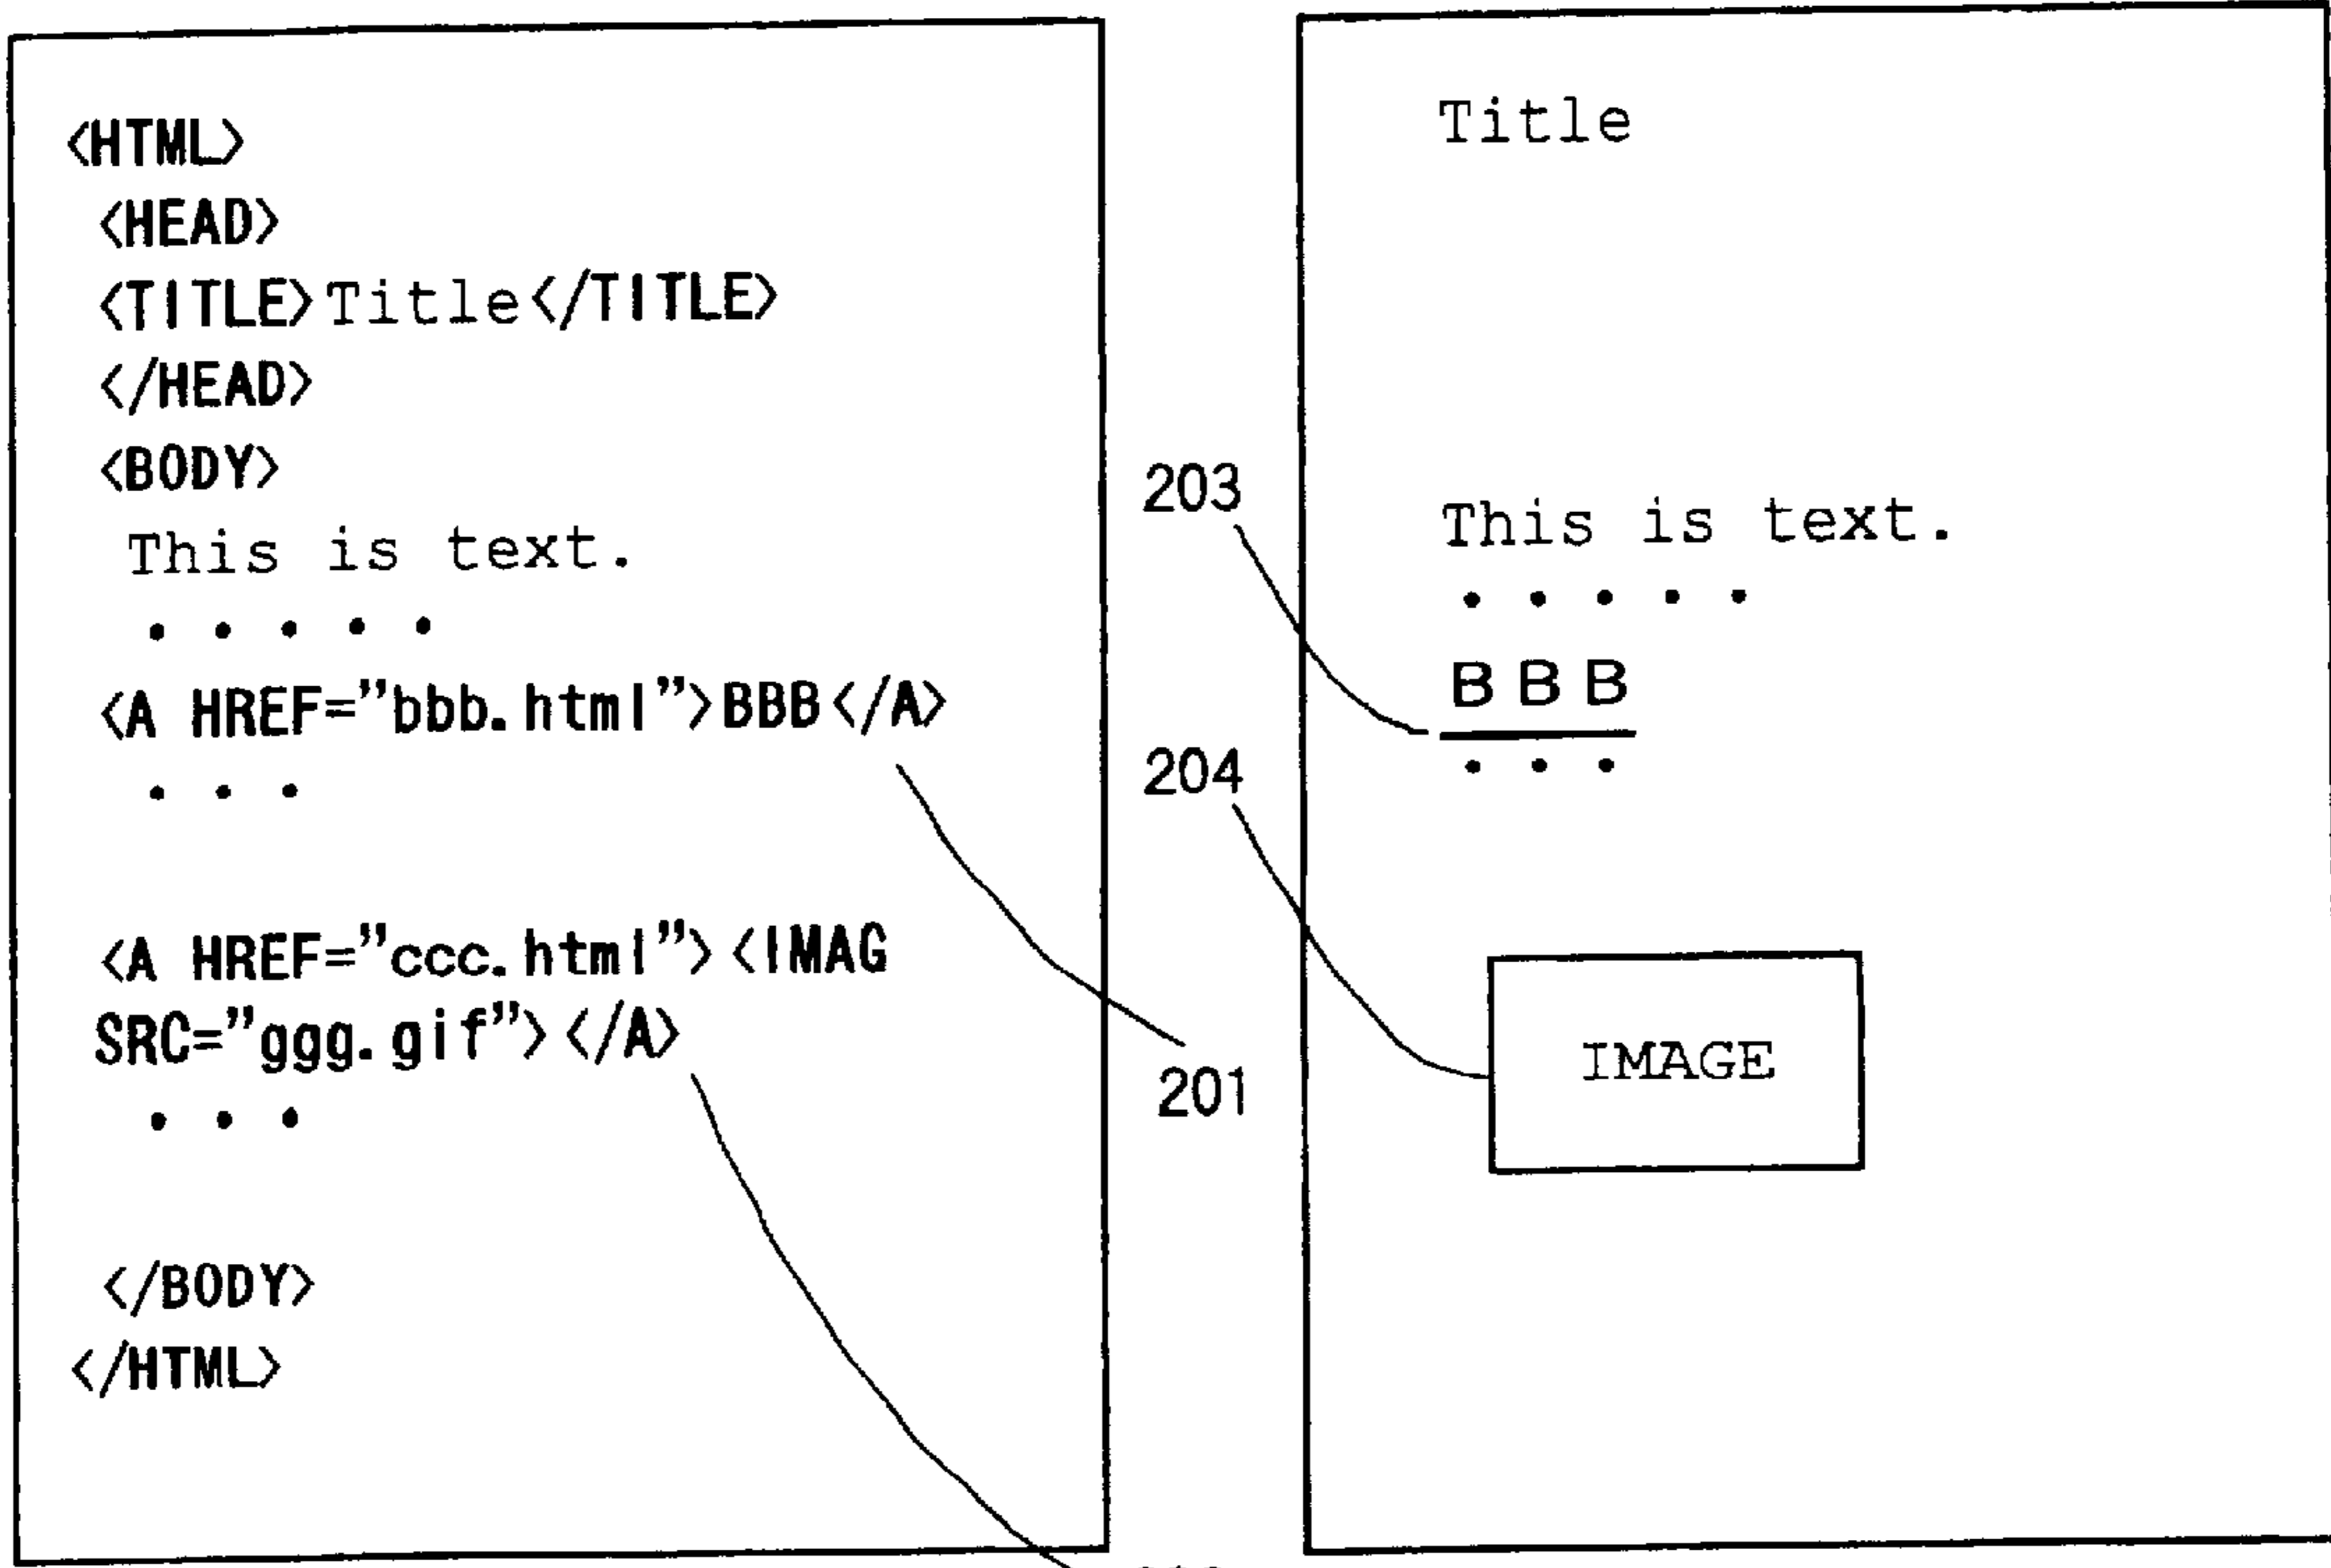 <HTML>
<HEAD>
<TITLE>Title</TITLE>
</HEAD>
<BODY>
This is text.
• • • • •
<A HREF="bbb.html">BBB</A>
• • •
<A HREF="ccc.html"><IMAG
SRC="ggg.gif"></A>
• • •
</BODY>
</HTML>
203
204
201
Title
This is text.
• • • • •
BBB
• • •
IMAGE